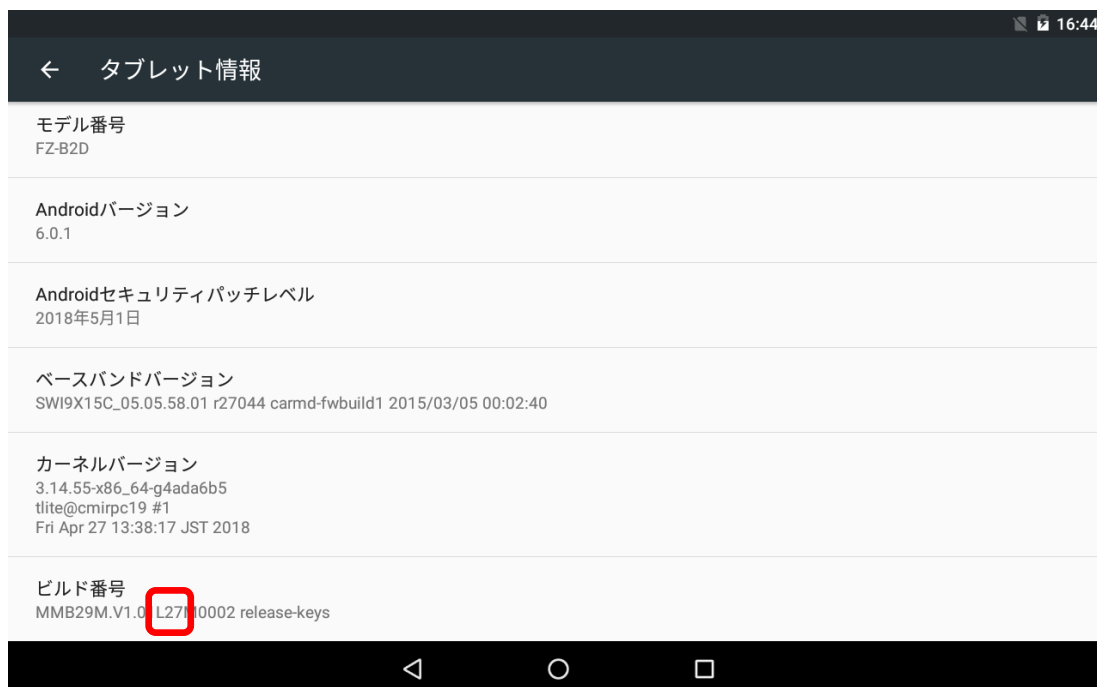 16:44
タブレット情報
モデル番号
FZ-B2D
Androidバージョン
6.0.1
Androidセキュリティパッチレベル
2018年5月1日
ベースバンドバージョン
SWI9X15C_05.05.58.01 r27044 carmd-fwbuild1 2015/03/05 00:02:40
カーネルバージョン
3.14.55-x86_64-g4ada6b5
tlite@cmirpc19 #1
Fri Apr 27 13:38:17 JST 2018
ビルド番号
MMB29M.V1.0 L27M0002 release-keys